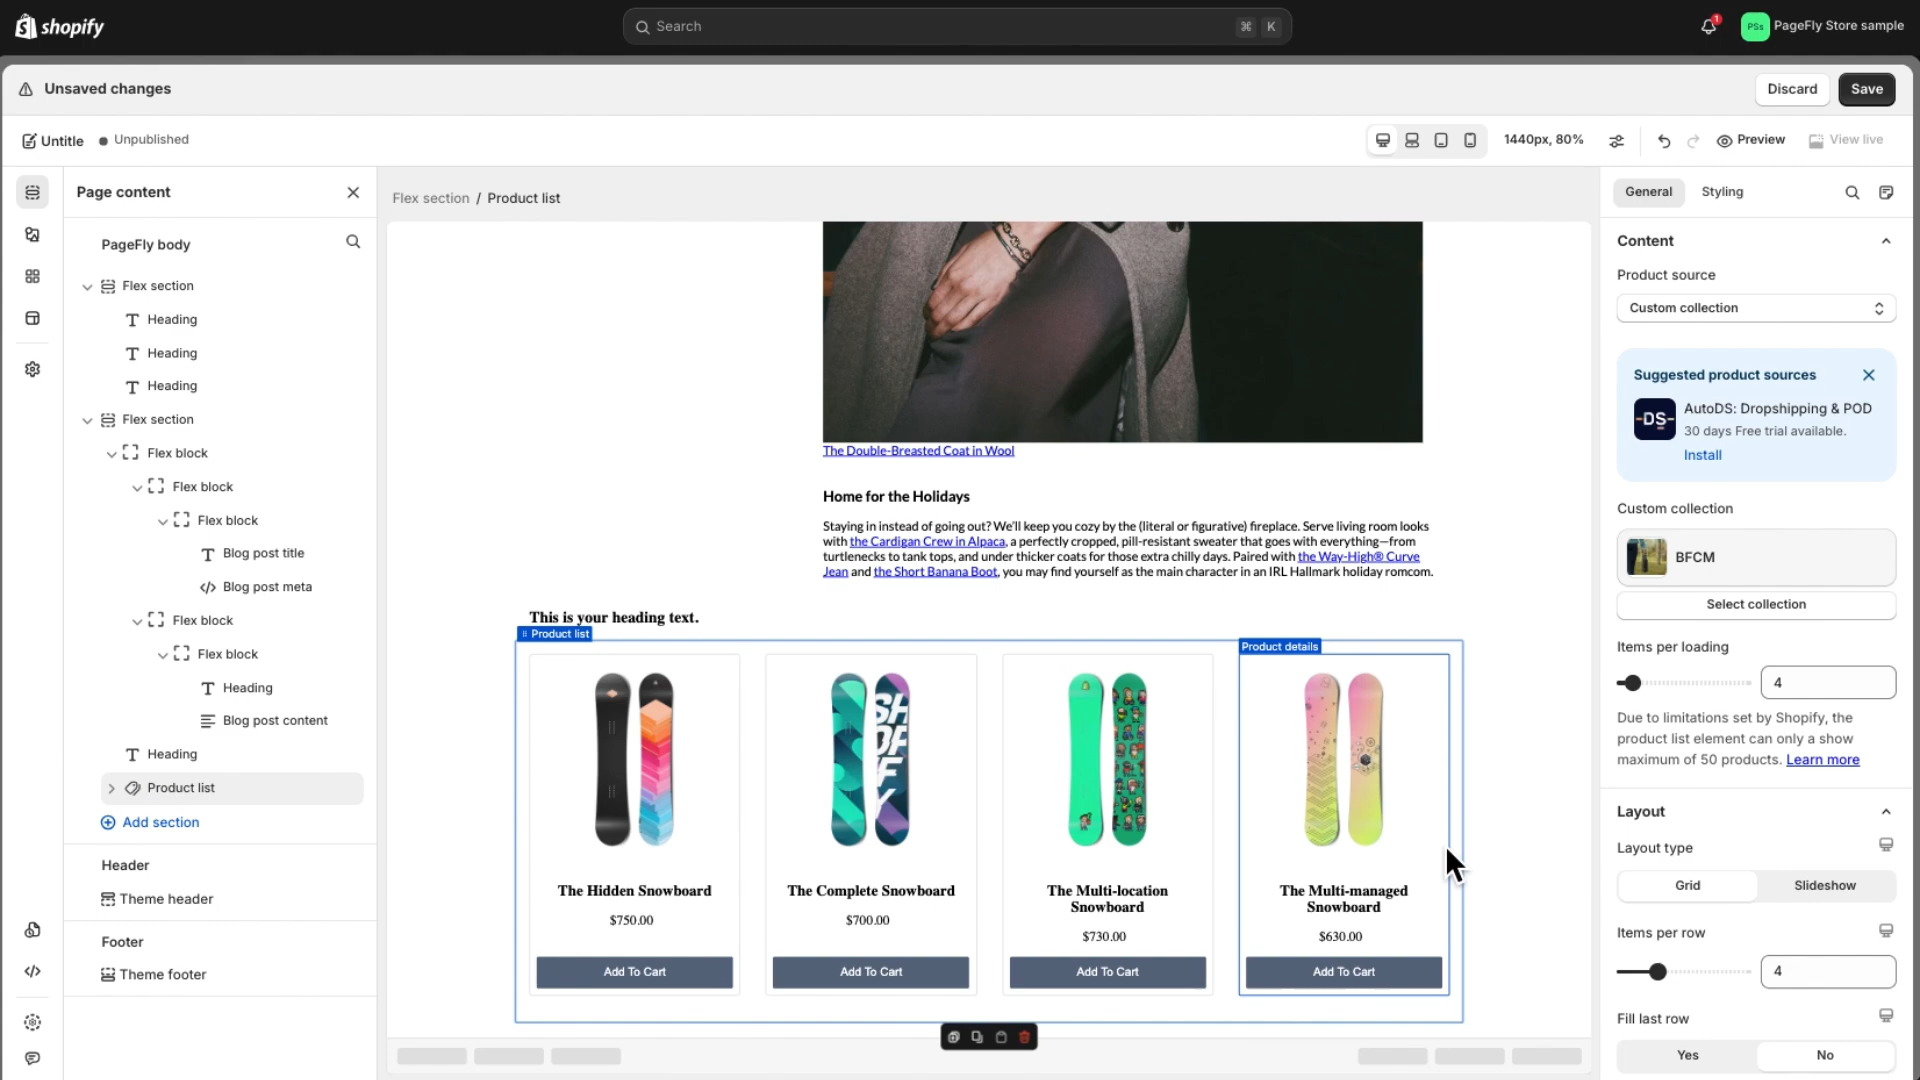 shopify
Search
⌘ K
1
PSs
PageFly Store sample
Unsaved changes
Discard
Save
Untitle
Unpublished
1440px, 80%
Preview
View live
Page content
PageFly body
Flex section
Heading
Heading
Heading
Flex section
Flex block
Flex block
Flex block
Blog post title
Blog post meta
Flex block
Flex block
Heading
Blog post content
Heading
Product list
Add section
Header
Theme header
Footer
Theme footer
Flex section / Product list
The Double-Breasted Coat in Wool
Home for the Holidays
Staying in instead of going out? We'll keep you cozy by the (literal or figurative) fireplace. Serve living room looks
with the Cardigan Crew in Alpaca, a perfectly cropped, pill-resistant sweater that goes with everything—from
turtlenecks to tank tops, and under thicker coats for those extra chilly days. Paired with the Way-High® Curve
Jean and the Short Banana Boot, you may find yourself as the main character in an IRL Hallmark holiday romcom.
This is your heading text.
Product list
Product details
SH
OP
IF
Y
The Hidden Snowboard
$750.00
Add To Cart
The Complete Snowboard
$700.00
Add To Cart
The Multi-location
Snowboard
$730.00
Add To Cart
The Multi-managed
Snowboard
$630.00
Add To Cart
General
Styling
Content
Product source
Custom collection
Suggested product sources
-DS-
AutoDS: Dropshipping & POD
30 days Free trial available.
Install
Custom collection
BFCM
Select collection
Items per loading
4
Due to limitations set by Shopify, the
product list element can only a show
maximum of 50 products. Learn more
Layout
Layout type
Grid
Slideshow
Items per row
4
Fill last row
Yes
No